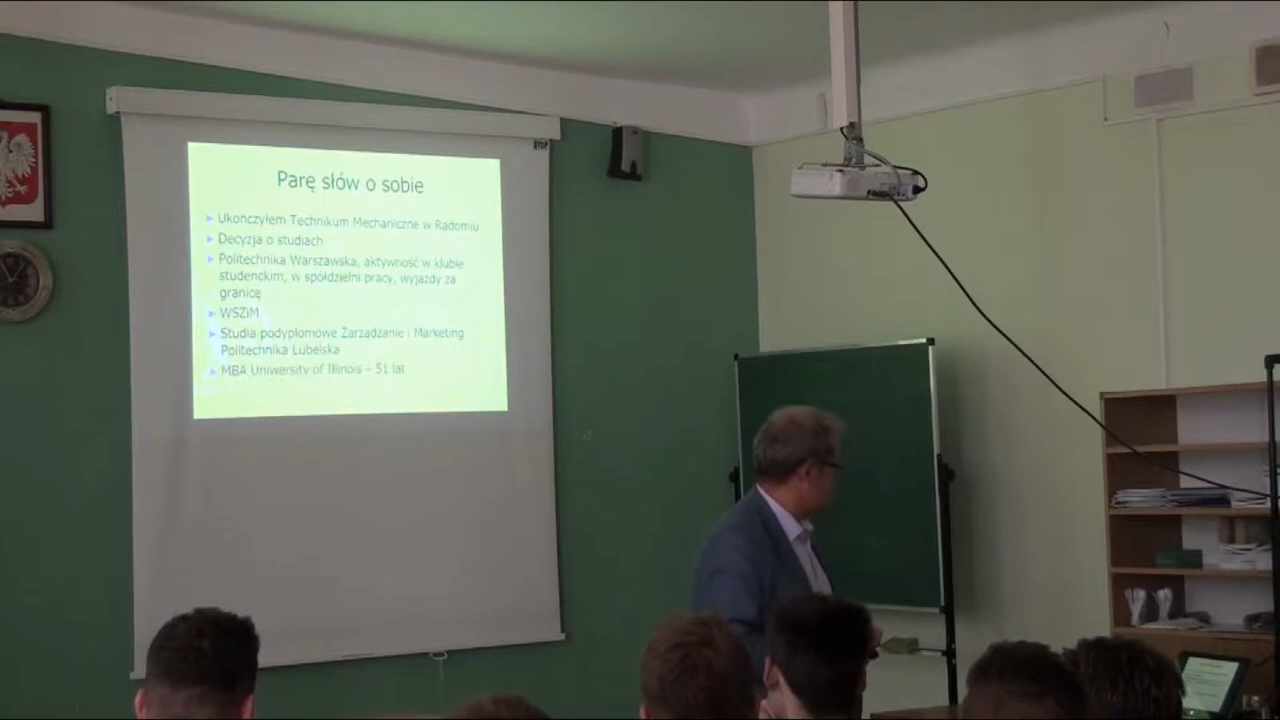 Parę słów o sobie
Ukończyłem Technikum Mechaniczne w Radomiu
Decyzja o studiach
Politechnika Warszawska, aktywność w klubie
studenckim, w spółdzielni pracy, wyjazdy za
granicę
WSZiM
Studia podyplomowe Zarządzanie i Marketing
Politechnika Lubelska
MBA University of Illinois – 51 lat